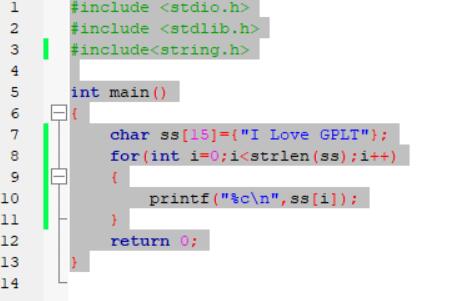 1 #include <stdio.h>
2 #include <stdlib.h>
3 #include<string.h>
4
5 int main()
6 {
7 char ss[15]={"I Love GPLT"};
8 for(int i=0;i<strlen(ss);i++)
9 {
10 printf("%c\n",ss[i]);
11 }
12 return 0;
13 }
14